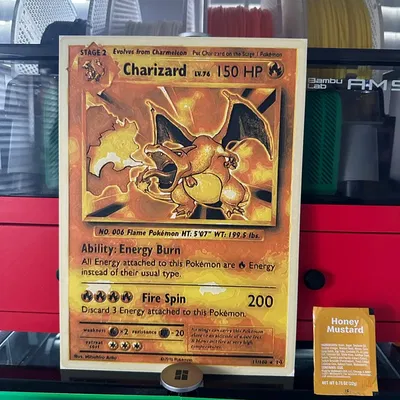 STAGE 2
Evolves from Charmeleon
Put Charizard on the Stage 1 Pokémon
Charizard LV.76 150 HP
NO. 006 Flame Pokémon HT: 5'07" WT: 199.5 lbs.
Ability: Energy Burn
All Energy attached to this Pokémon are Energy
instead of their usual type.
Fire Spin 200
Discard 3 Energy attached to this Pokémon.
weakness ×2 resistance -20
retreat cost
Bambu
Lab
AMS
Honey
Mustard